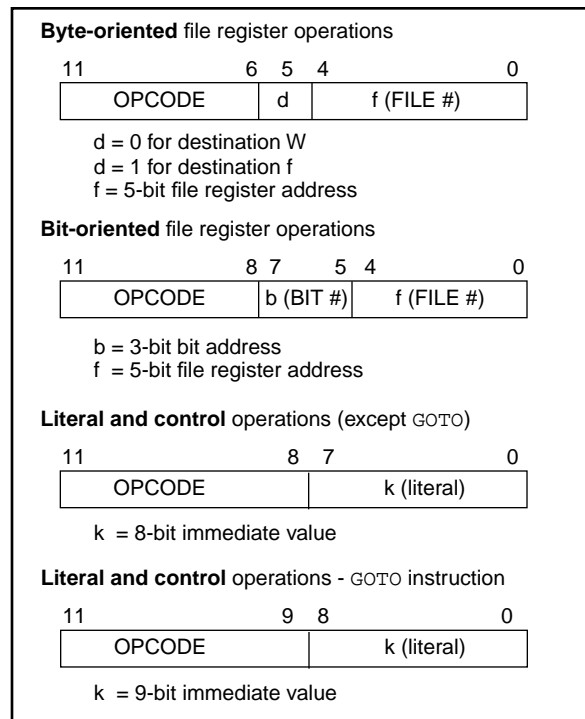 Byte-oriented file register operations
11 6 5 4 0
OPCODE d f (FILE #)
d = 0 for destination W
d = 1 for destination f
f = 5-bit file register address
Bit-oriented file register operations
11 8 7 5 4 0
OPCODE b (BIT #) f (FILE #)
b = 3-bit bit address
f = 5-bit file register address
Literal and control operations (except GOTO)
11 8 7 0
OPCODE k (literal)
k = 8-bit immediate value
Literal and control operations - GOTO instruction
11 9 8 0
OPCODE k (literal)
k = 9-bit immediate value